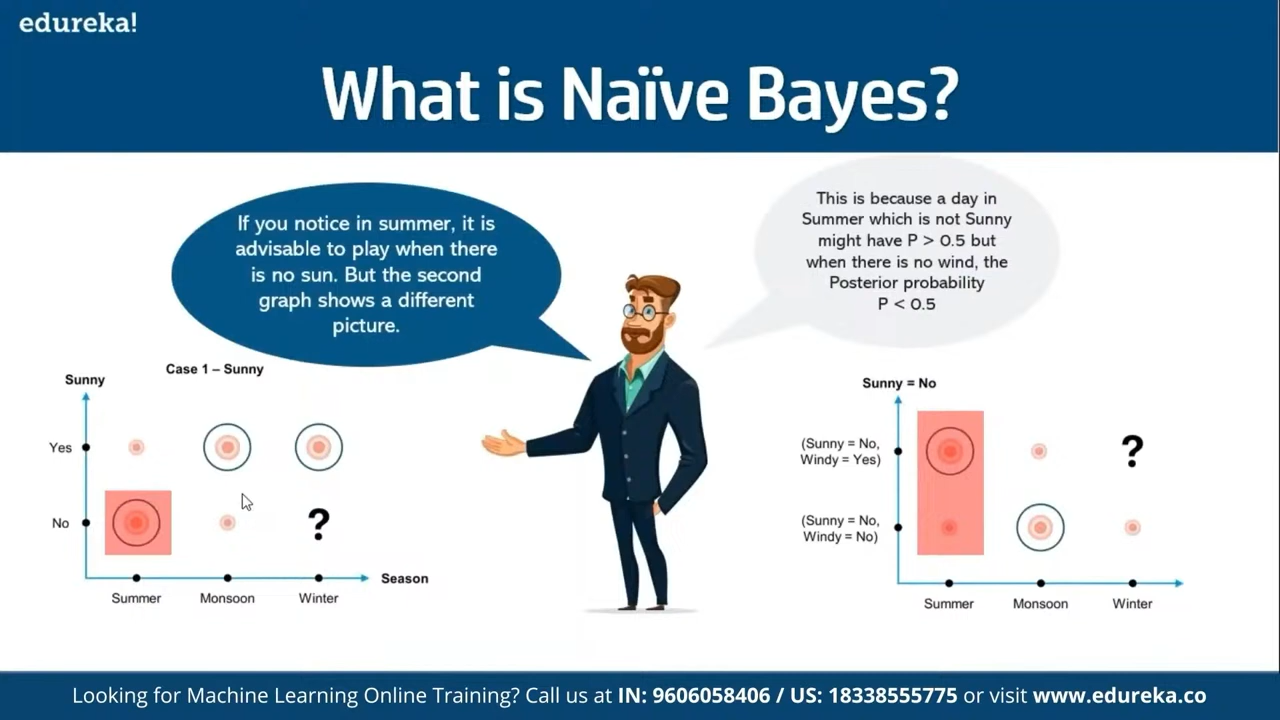 edureka!
What is Naïve Bayes?
If you notice in summer, it is
advisable to play when there
is no sun. But the second
graph shows a different
picture.
This is because a day in
Summer which is not Sunny
might have P > 0.5 but
when there is no wind, the
Posterior probability
P < 0.5
Case 1 – Sunny
Sunny
Yes
No
?
Season
Summer
Monsoon
Winter
Sunny = No
(Sunny = No,
Windy = Yes)
?
(Sunny = No,
Windy = No)
Summer
Monsoon
Winter
Looking for Machine Learning Online Training? Call us at IN: 9606058406 / US: 18338555775 or visit www.edureka.co